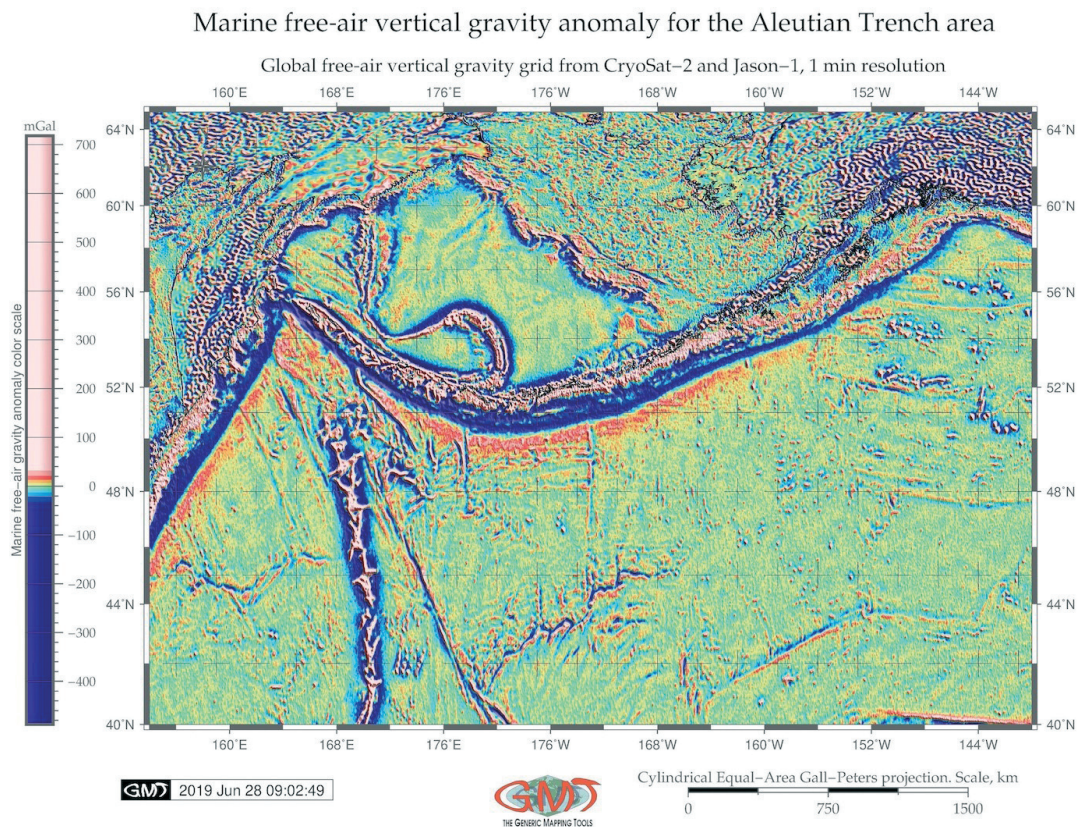 Marine free-air vertical gravity anomaly for the Aleutian Trench area
Global free-air vertical gravity grid from CryoSat-2 and Jason-1, 1 min resolution
160˚E 168˚E 176˚E 176˚W 168˚W 160˚W 152˚W 144˚W
mGal
700
600
500
400
300
200
100
0
−100
−200
−300
−400
Marine free-air gravity anomaly color scale
64˚N 64˚N
60˚N 60˚N
56˚N 56˚N
52˚N 52˚N
48˚N 48˚N
44˚N 44˚N
40˚N 40˚N
160˚E 168˚E 176˚E 176˚W 168˚W 160˚W 152˚W 144˚W
GMT 2019 Jun 28 09:02:49
GMT
THE GENERIC MAPPING TOOLS
Cylindrical Equal-Area Gall-Peters projection. Scale, km
0 750 1500